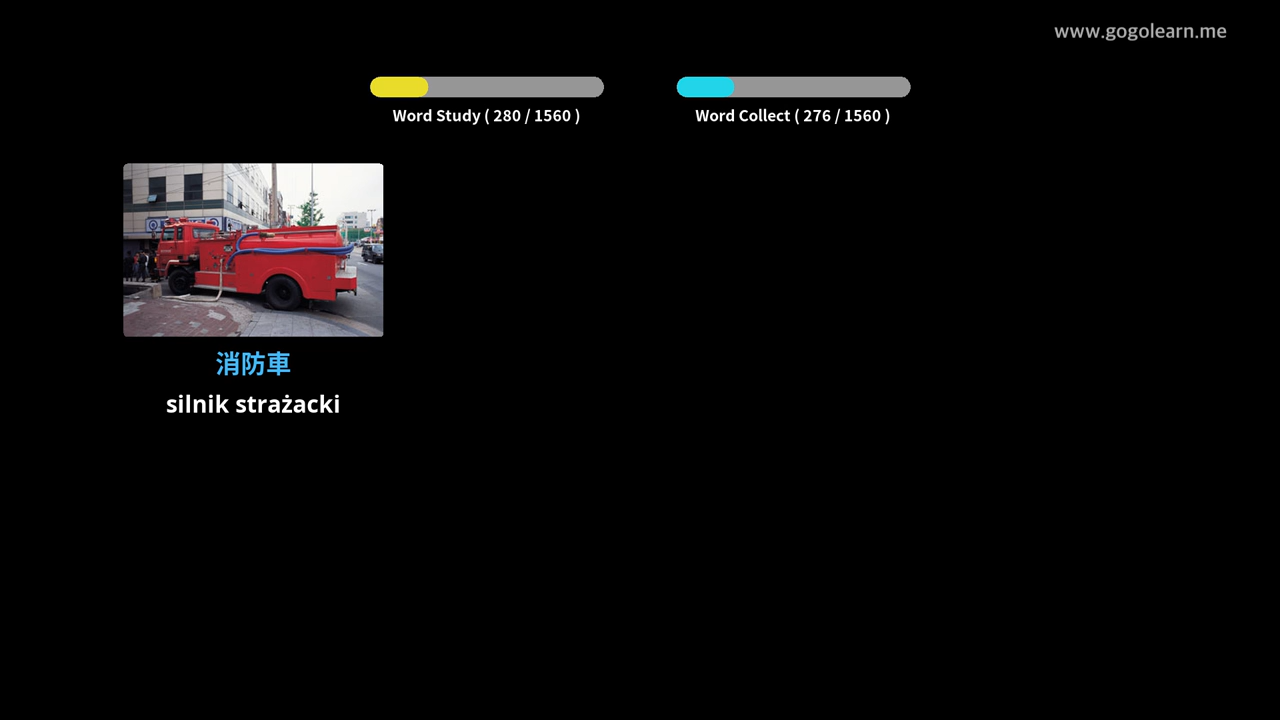 www.gogolearn.me
Word Study ( 280 / 1560 )
Word Collect ( 276 / 1560 )
消防車
silnik strażacki